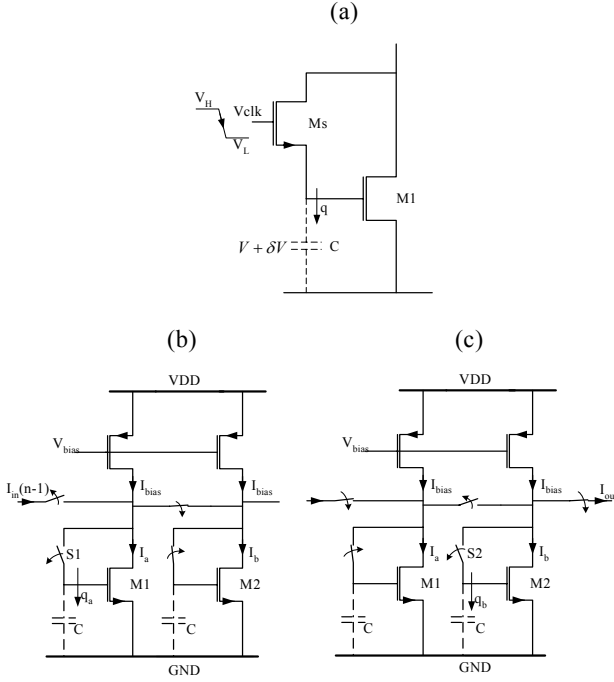 (a)
V_H
Vclk
V_L
Ms
M1
q
V + δV
C
(b)
(c)
VDD
VDD
V_bias
V_bias
I_in(n-1)
I_bias
I_bias
I_bias
I_bias
I_ou
S1
I_a
I_b
I_a
S2
I_b
M1
M2
M1
M2
q_a
q_b
C
C
C
C
GND
GND